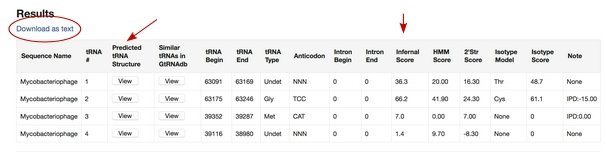 Results
Download as text
Sequence Name tRNA # Predicted tRNA Structure Similar tRNAs in GtRNAdb tRNA Begin tRNA End tRNA Type Anticodon Intron Begin Intron End Infernal Score HMM Score 2'Str Score Isotype Model Isotype Score Note
Mycobacteriophage 1 View View 63091 63169 Undet NNN 0 0 36.3 20.00 16.30 Thr 48.7 None
Mycobacteriophage 2 View View 63175 63246 Gly TCC 0 0 66.2 41.90 24.30 Cys 61.1 IPD:-15.00
Mycobacteriophage 3 View View 39352 39287 Met CAT 0 0 7.0 0.00 7.00 None 0 IPD:0.00
Mycobacteriophage 4 View View 39116 38980 Undet NNN 0 0 1.4 9.70 -8.30 None 0 None